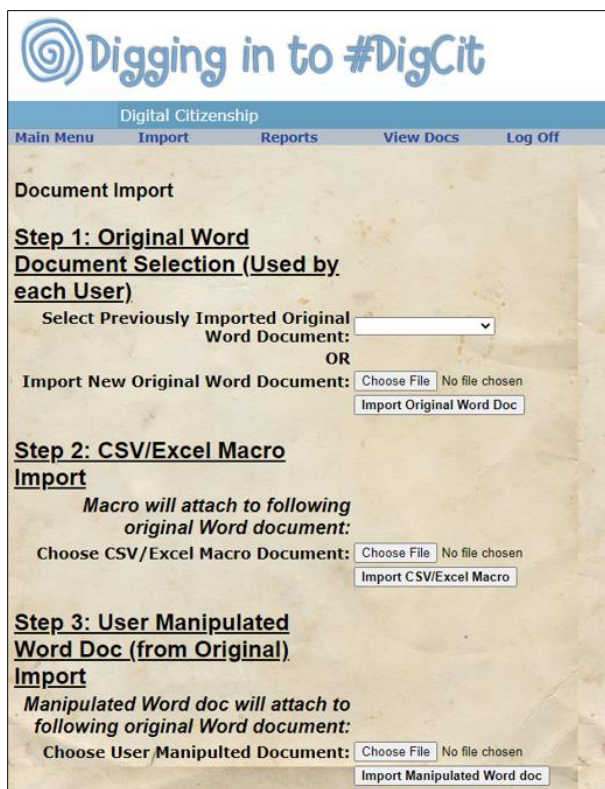 Digging in to #DigCit
Digital Citizenship
Main Menu Import Reports View Docs Log Off
Document Import
Step 1: Original Word
Document Selection (Used by
each User)
Select Previously Imported Original
Word Document:
OR
Import New Original Word Document: Choose File No file chosen
Import Original Word Doc
Step 2: CSV/Excel Macro
Import
Macro will attach to following
original Word document:
Choose CSV/Excel Macro Document: Choose File No file chosen
Import CSV/Excel Macro
Step 3: User Manipulated
Word Doc (from Original)
Import
Manipulated Word doc will attach to
following original Word document:
Choose User Manipulted Document: Choose File No file chosen
Import Manipulated Word doc